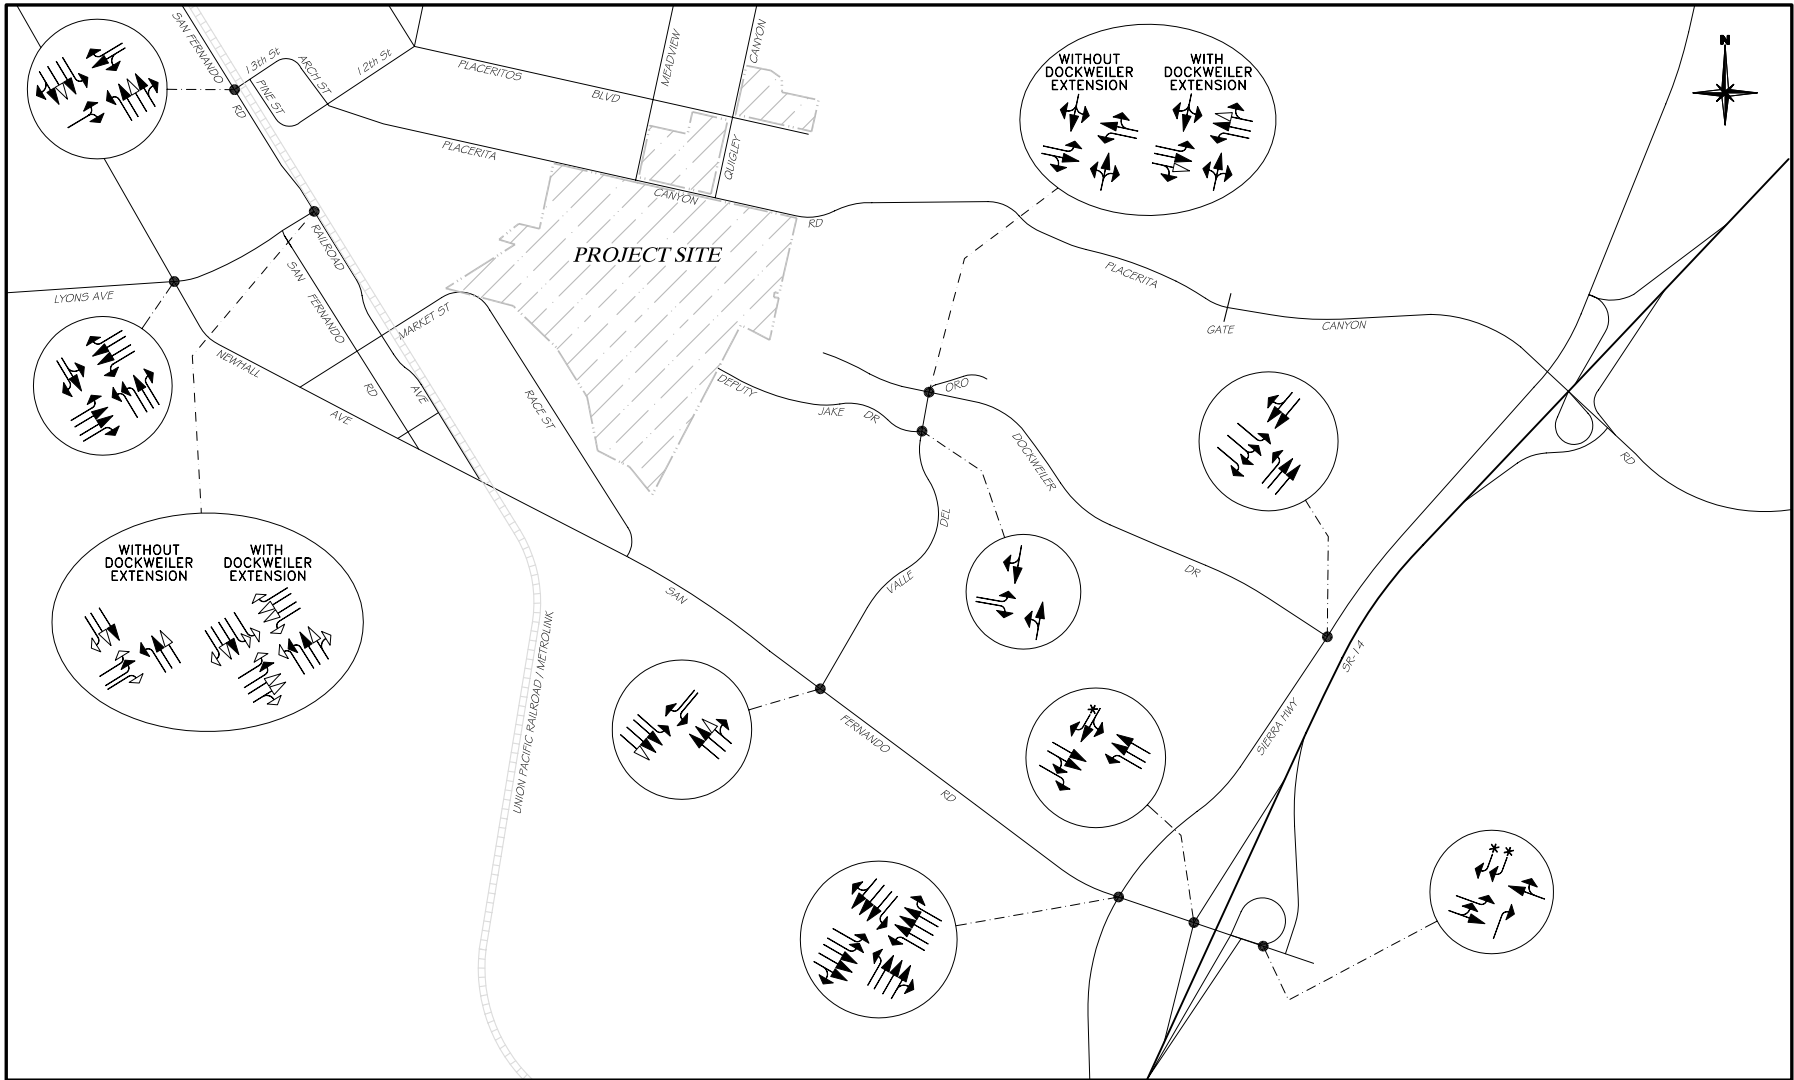 SAN FERNANDO
RD
13th St
ARCH ST
PINE ST
12th St
PLACERITOS
BLVD
MEADVIEW
CANYON
QUIGLEY
PLACERITA
CANYON
RD
WITHOUT
DOCKWEILER
EXTENSION
WITH
DOCKWEILER
EXTENSION
N
PROJECT SITE
LYONS AVE
RAILROAD
AVE
SAN
FERNANDO
RD
MARKET ST
NEWHALL
AVE
RACE ST
PLACERITA
GATE
CANYON
RD
DEPUTY
JAKE
DR
ORO
DOCKWEILER
DR
DEL
VALLE
WITHOUT
DOCKWEILER
EXTENSION
WITH
DOCKWEILER
EXTENSION
UNION PACIFIC RAILROAD / METROLINK
SAN
FERNANDO
RD
SIERRA HWY
SR-14
*
* *